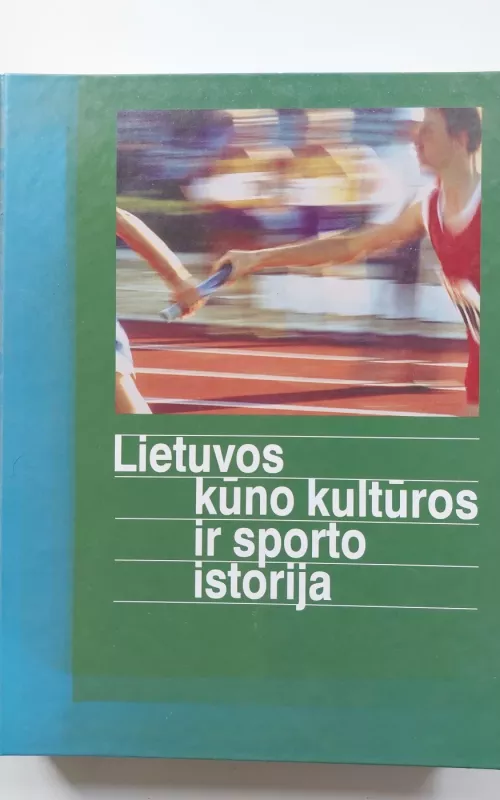 Lietuvos
kūno kultūros
ir sporto
istorija